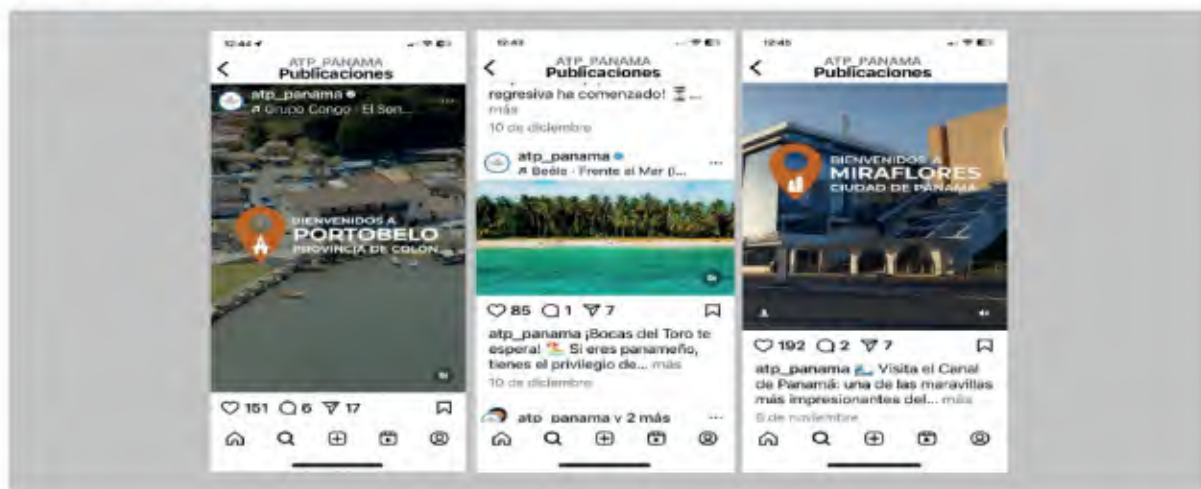 12:44
ATP_PANAMA
Publicaciones
atp_panama
Grupo Congo · El Son...
BIENVENIDOS A
PORTOBELO
PROVINCIA DE COLÓN
151 6 17
12:43
ATP_PANAMA
Publicaciones
regresiva ha comenzado! ⏳...
más
10 de diciembre
atp_panama
Beéle · Frente al Mar (I...
85 1 7
atp_panama ¡Bocas del Toro te
espera! 🏖️ Si eres panameño,
tienes el privilegio de... más
10 de diciembre
atp_panama y 2 más
12:45
ATP_PANAMA
Publicaciones
BIENVENIDOS A
MIRAFLORES
CIUDAD DE PANAMÁ
192 2 7
atp_panama Visita el Canal
de Panamá: una de las maravillas
más impresionantes del... más
de noviembre